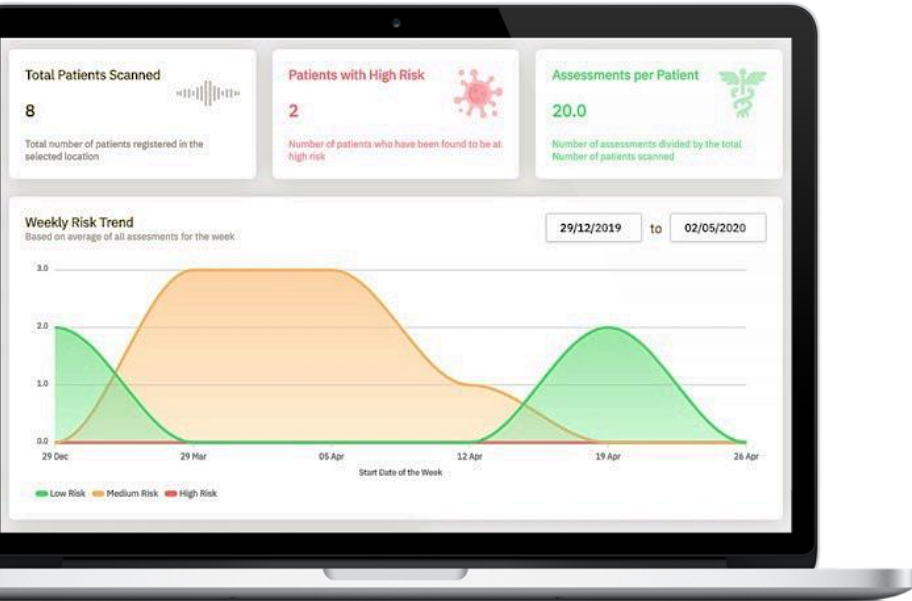 Total Patients Scanned
8
Total number of patients registered in the
selected location
Patients with High Risk
2
Number of patients who have been found to be at
high risk
Assessments per Patient
20.0
Number of assessments divided by the total
Number of patients scanned
Weekly Risk Trend
Based on average of all assesments for the week
29/12/2019 to 02/05/2020
3.0
2.0
1.0
0.0
29 Dec 29 Mar 05 Apr 12 Apr 19 Apr 26 Apr
Start Date of the Week
Low Risk Medium Risk High Risk